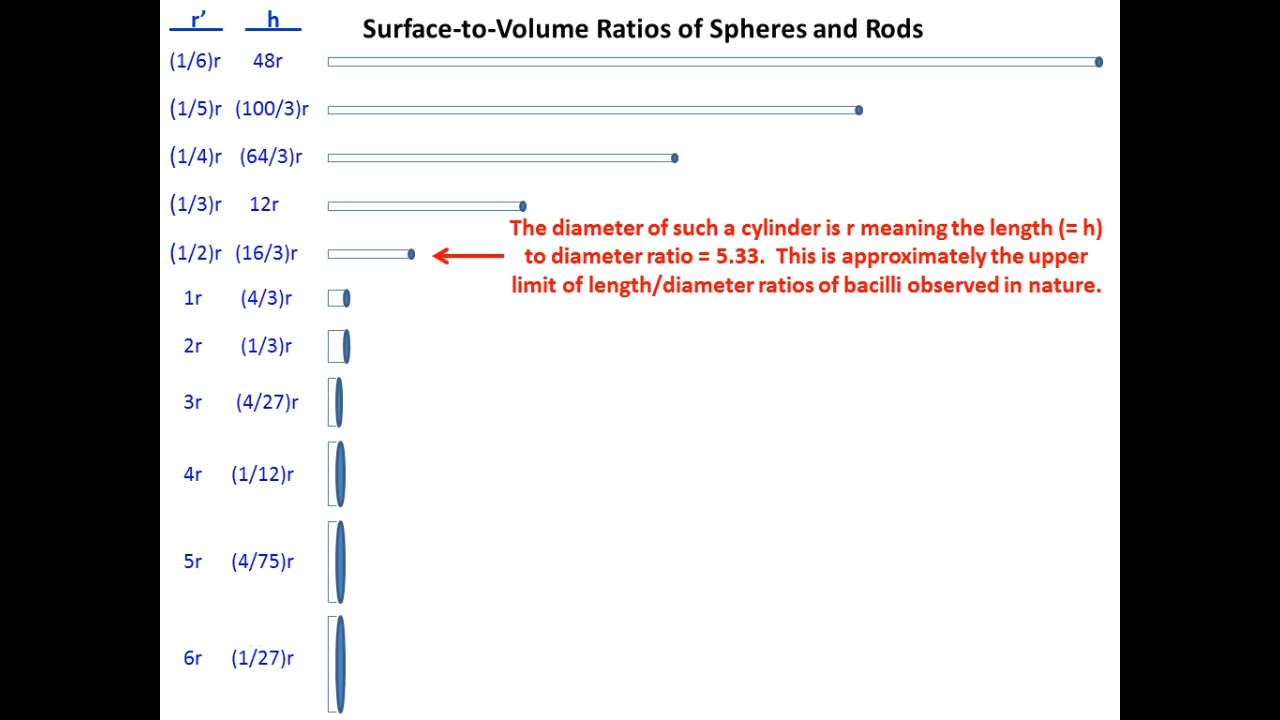 r’ h
Surface-to-Volume Ratios of Spheres and Rods
(1/6)r 48r
(1/5)r (100/3)r
(1/4)r (64/3)r
(1/3)r 12r
The diameter of such a cylinder is r meaning the length (= h)
(1/2)r (16/3)r
to diameter ratio = 5.33. This is approximately the upper
limit of length/diameter ratios of bacilli observed in nature.
1r (4/3)r
2r (1/3)r
3r (4/27)r
4r (1/12)r
5r (4/75)r
6r (1/27)r